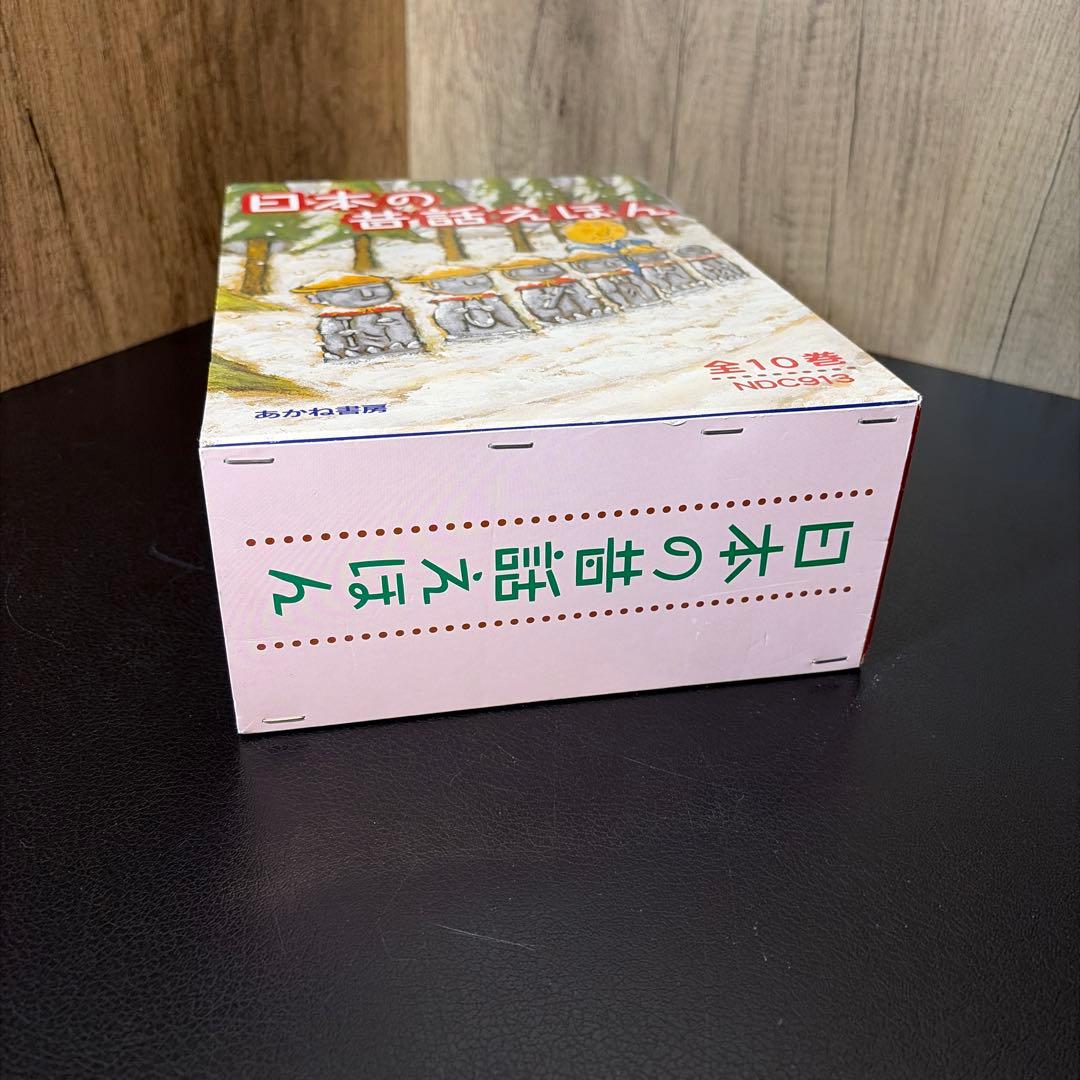 日本の
昔話えほん
全10巻
NDC913
あかね書房
日本の昔話えほん